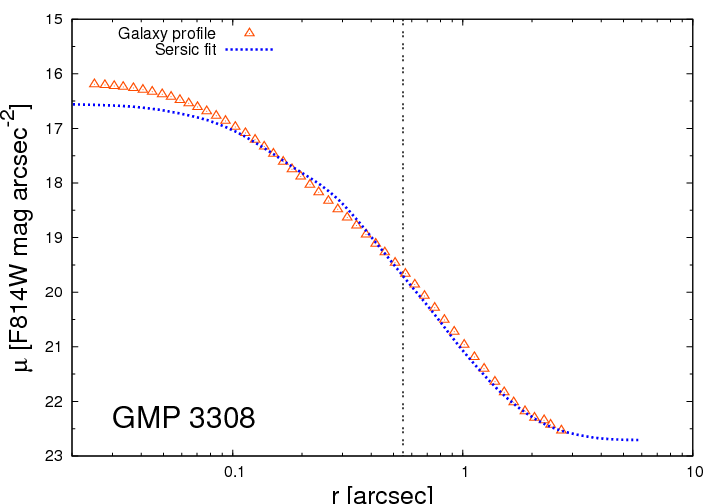 15
16
17
18
19
20
21
22
23
0.1
1
10
μ [F814W mag arcsec⁻²]
r [arcsec]
Galaxy profile
Sersic fit
GMP 3308